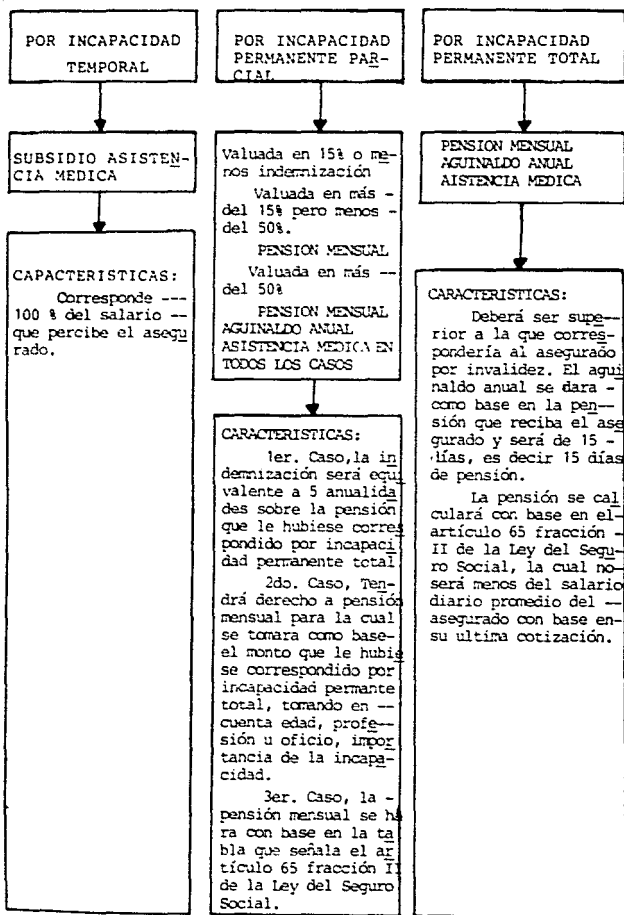 POR INCAPACIDAD
TEMPORAL
SUBSIDIO ASISTEN-
CIA MEDICA
CAPACTERISTICAS:
Corresponde ---
100 % del salario --
que percibe el asegu
rado.
POR INCAPACIDAD
PERMANENTE PAR-
CIAL
Valuada en 15% o me-
nos indemnización
Valuada en más -
del 15% pero menos -
del 50%.
PENSION MENSUAL
Valuada en más --
del 50%
PENSION MENSUAL
AGUINALDO ANUAL
ASISTENCIA MEDICA EN
TODOS LOS CASOS
CARACTERISTICAS:
1er. Caso, la in
demnización será equi
valente a 5 anualida
des sobre la pensión
que le hubiese corres
pondido por incapaci
dad permanente total
2do. Caso, Ten-
drá derecho a pensión
mensual para la cual
se tomara como base-
el monto que le hubie
se correspondido por
incapacidad permante
total, tomando en --
cuenta edad, profe--
sión u oficio, impor
tancia de la incapa-
cidad.
3er. Caso, la -
pensión mensual se ha
ra con base en la ta
bla que señala el ar
tículo 65 fracción II
de la Ley del Seguro
Social.
POR INCAPACIDAD
PERMANENTE TOTAL
PENSION MENSUAL
AGUINALDO ANUAL
AISTENCIA MEDICA
CARACTERISTICAS:
Deberá ser supe--
rior a la que corres-
pondería al asegurado
por invalidez. El agui
naldo anual se dara -
como base en la pen--
sión que reciba el ase
gurado y será de 15 -
días, es decir 15 días
de pensión.
La pensión se cal
culará con base en el-
artículo 65 fracción -
II de la Ley del Segu-
ro Social, la cual no-
será menos del salario
diario promedio del --
asegurado con base en-
su ultima cotización.